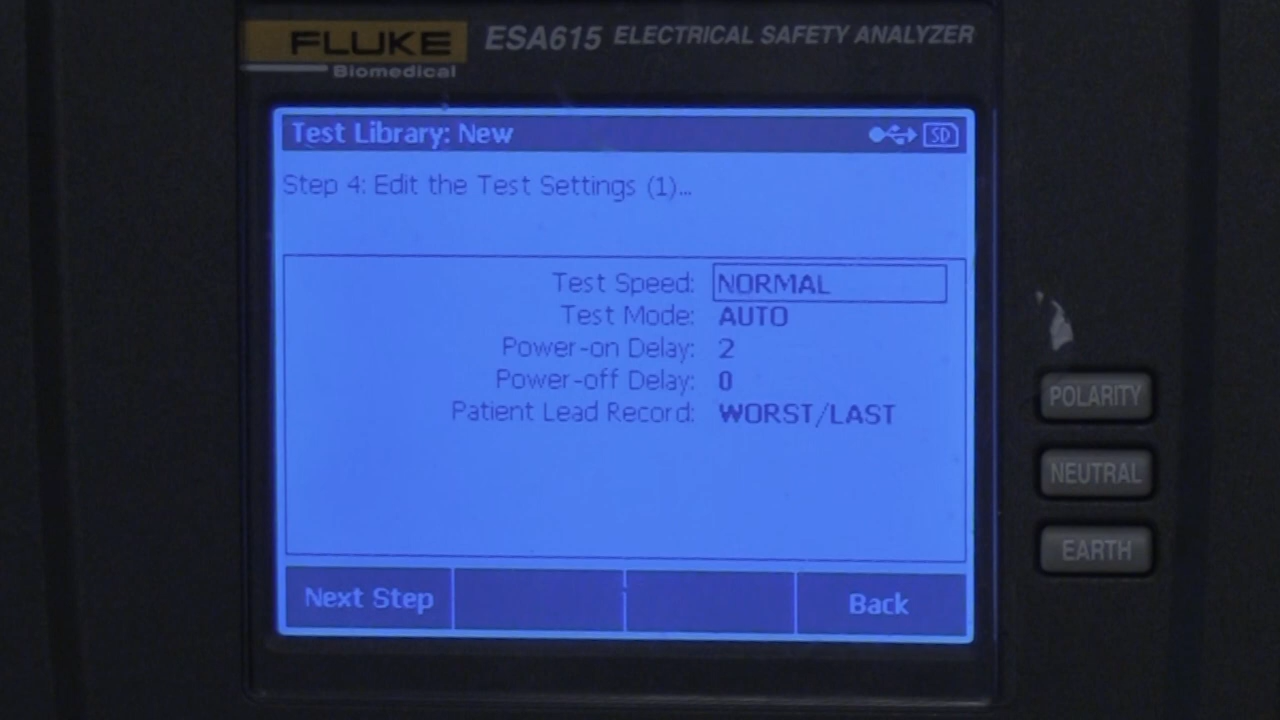 FLUKE
Biomedical
ESA615 ELECTRICAL SAFETY ANALYZER
Test Library: New
SD
Step 4: Edit the Test Settings (1)...
Test Speed: NORMAL
Test Mode: AUTO
Power-on Delay: 2
Power-off Delay: 0
Patient Lead Record: WORST/LAST
Next Step
Back
POLARITY
NEUTRAL
EARTH